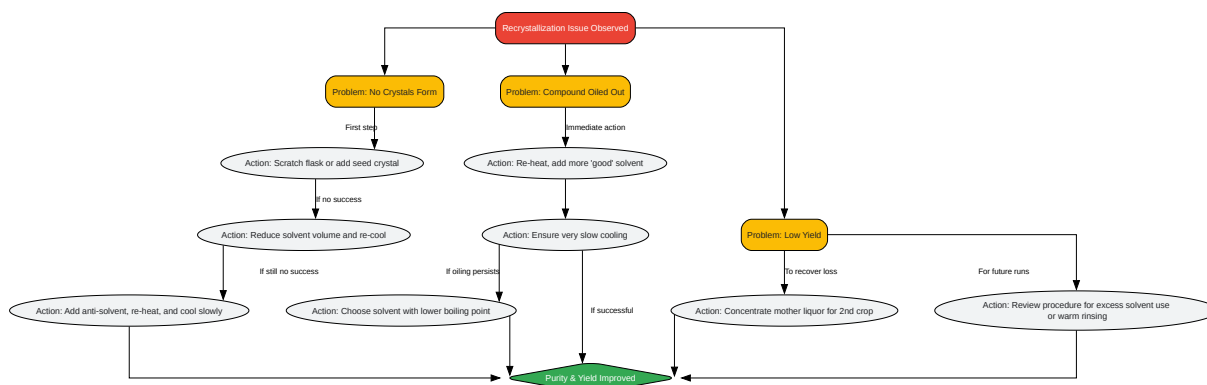 Recrystallization Issue Observed
Problem: No Crystals Form
Problem: Compound Oiled Out
First step
Immediate action
Action: Scratch flask or add seed crystal
Action: Re-heat, add more 'good' solvent
If no success
Action: Reduce solvent volume and re-cool
Action: Ensure very slow cooling
Problem: Low Yield
If still no success
If oiling persists
To recover loss
For future runs
Action: Add anti-solvent, re-heat, and cool slowly
Action: Choose solvent with lower boiling point
If successful
Action: Concentrate mother liquor for 2nd crop
Action: Review procedure for excess solvent use
or warm rinsing
Purity & Yield Improved